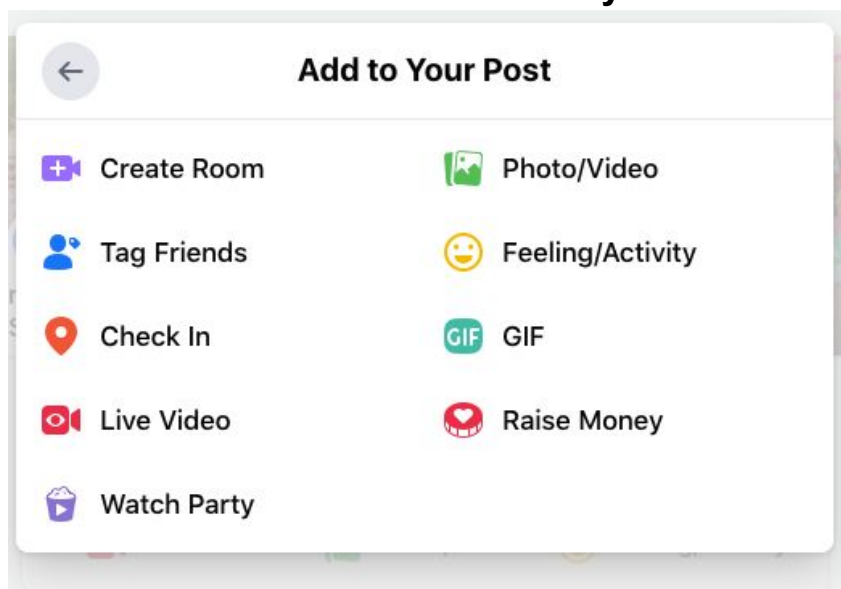 Add to Your Post
Create Room
Photo/Video
Tag Friends
Feeling/Activity
Check In
GIF
GIF
Live Video
Raise Money
Watch Party